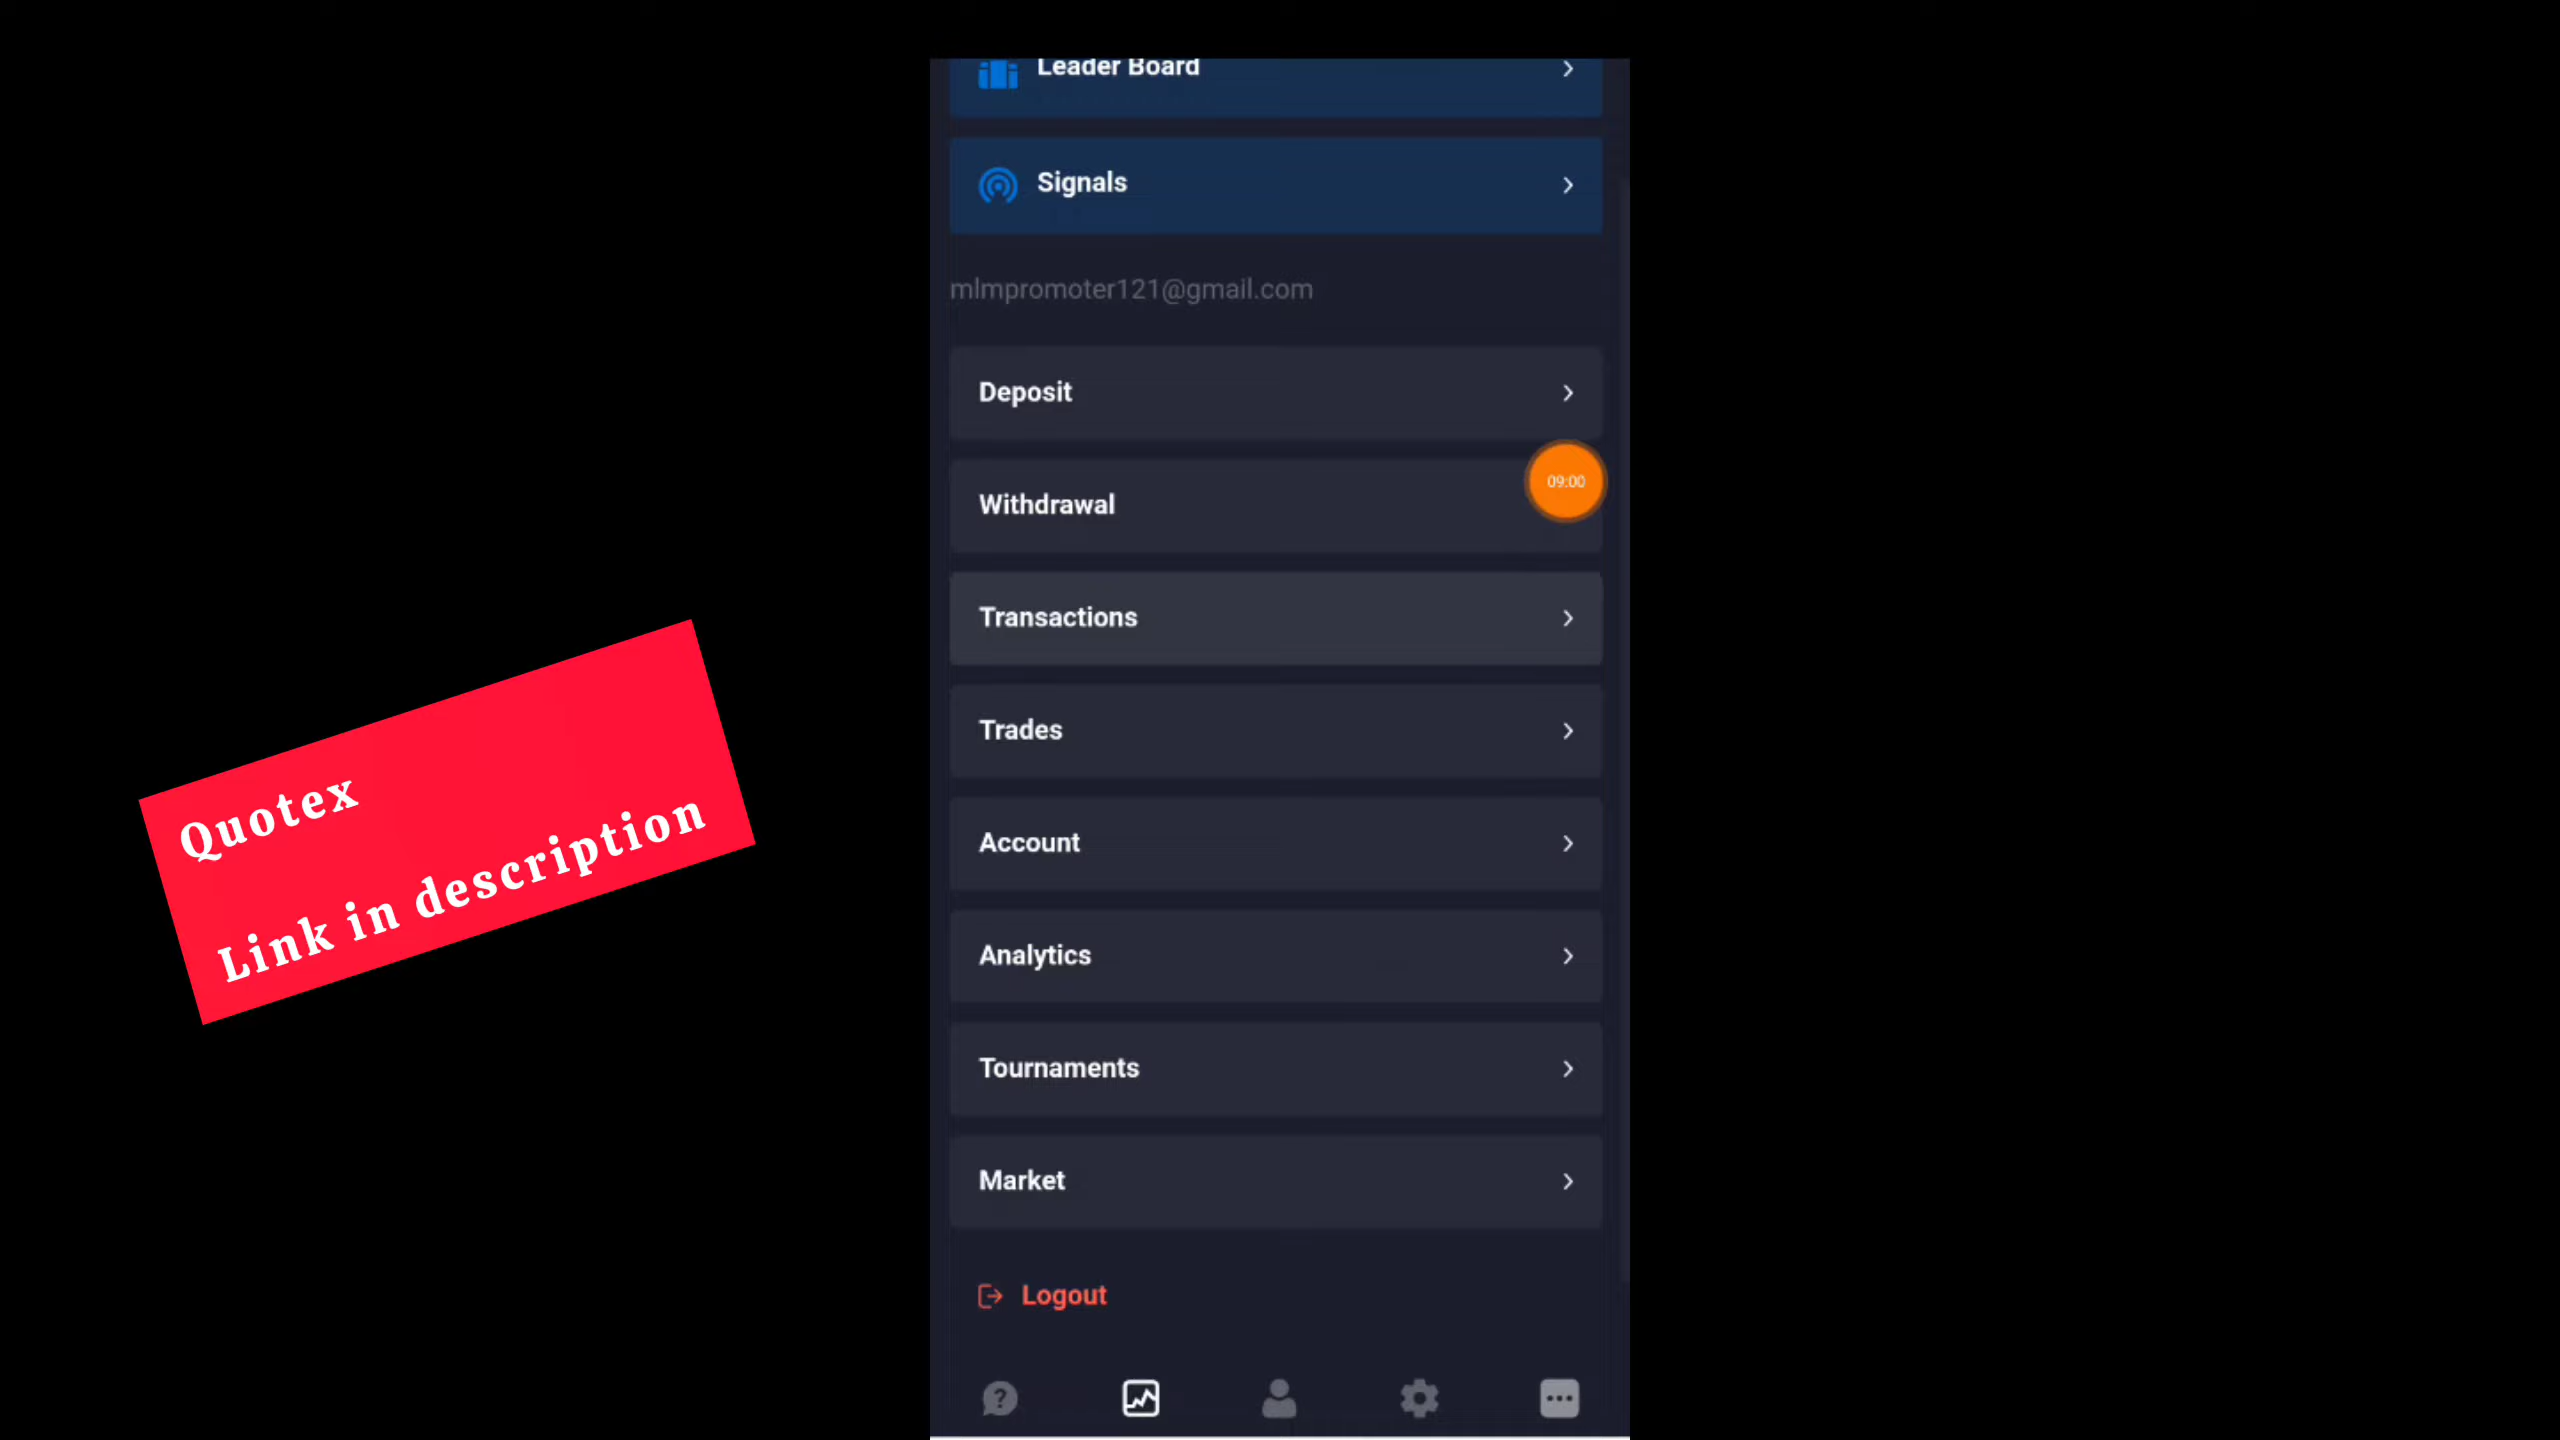 Leader Board
Signals
mlmpromoter121@gmail.com
Deposit
Withdrawal
09:00
Transactions
Trades
Account
Analytics
Tournaments
Market
Logout
Quotex
Link in description